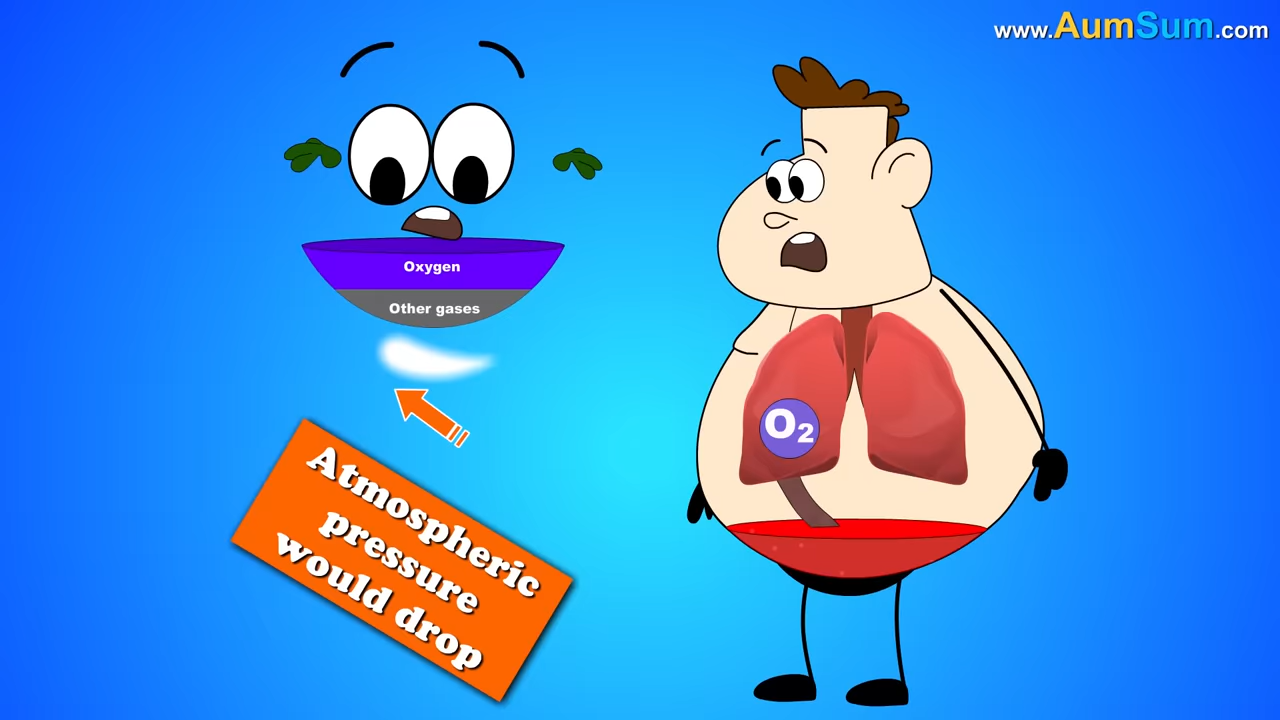 www.AumSum.com
Oxygen
Other gases
O₂
Atmospheric
pressure
would drop